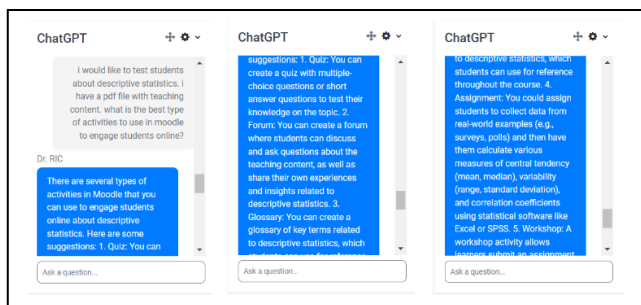 ChatGPT
i would like to test students
about descriptive statistics. i
have a pdf file with teaching
content. what is the best type
of activities to use in moodle
to engage students online?
Dr. RIC
There are several types of
activities in Moodle that you
can use to engage students
online about descriptive
statistics. Here are some
suggestions: 1. Quiz: You can
Ask a question...
ChatGPT
suggestions: 1. Quiz: You can
create a quiz with multiple-
choice questions or short
answer questions to test their
knowledge on the topic. 2.
Forum: You can create a forum
where students can discuss
and ask questions about the
teaching content, as well as
share their own experiences
and insights related to
descriptive statistics. 3.
Glossary: You can create a
glossary of key terms related
to descriptive statistics, which
students can use for reference
Ask a question...
ChatGPT
to descriptive statistics, which
students can use for reference
throughout the course. 4.
Assignment: You could assign
students to collect data from
real-world examples (e.g.,
surveys, polls) and then have
them calculate various
measures of central tendency
(mean, median), variability
(range, standard deviation),
and correlation coefficients
using statistical software like
Excel or SPSS. 5. Workshop: A
workshop activity allows
learners submit an assignment
Ask a question...